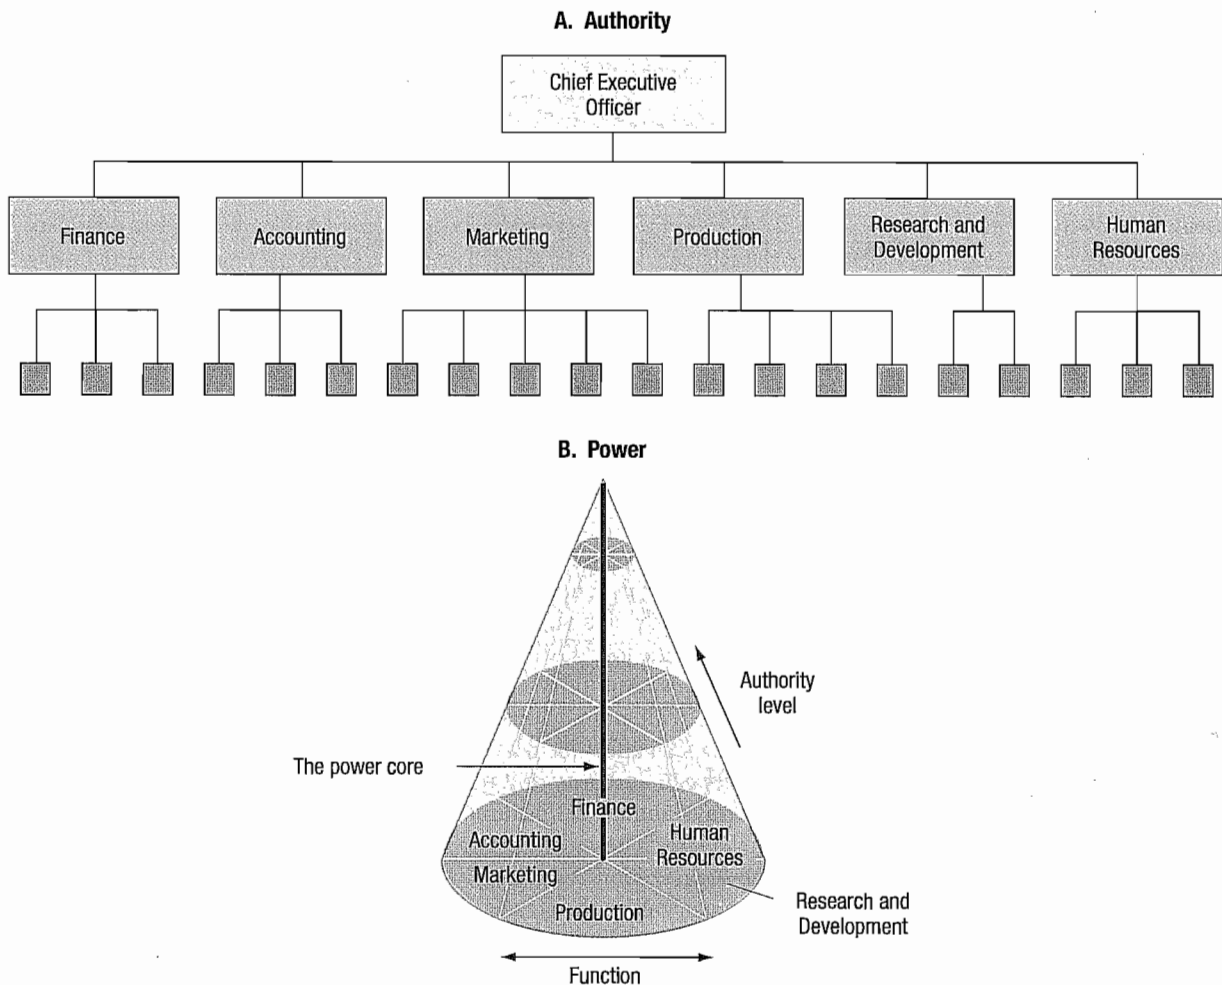 A. Authority
Chief Executive
Officer
Finance
Accounting
Marketing
Production
Research and
Development
Human
Resources
B. Power
Authority
level
The power core
Finance
Accounting
Human
Resources
Marketing
Production
Research and
Development
Function